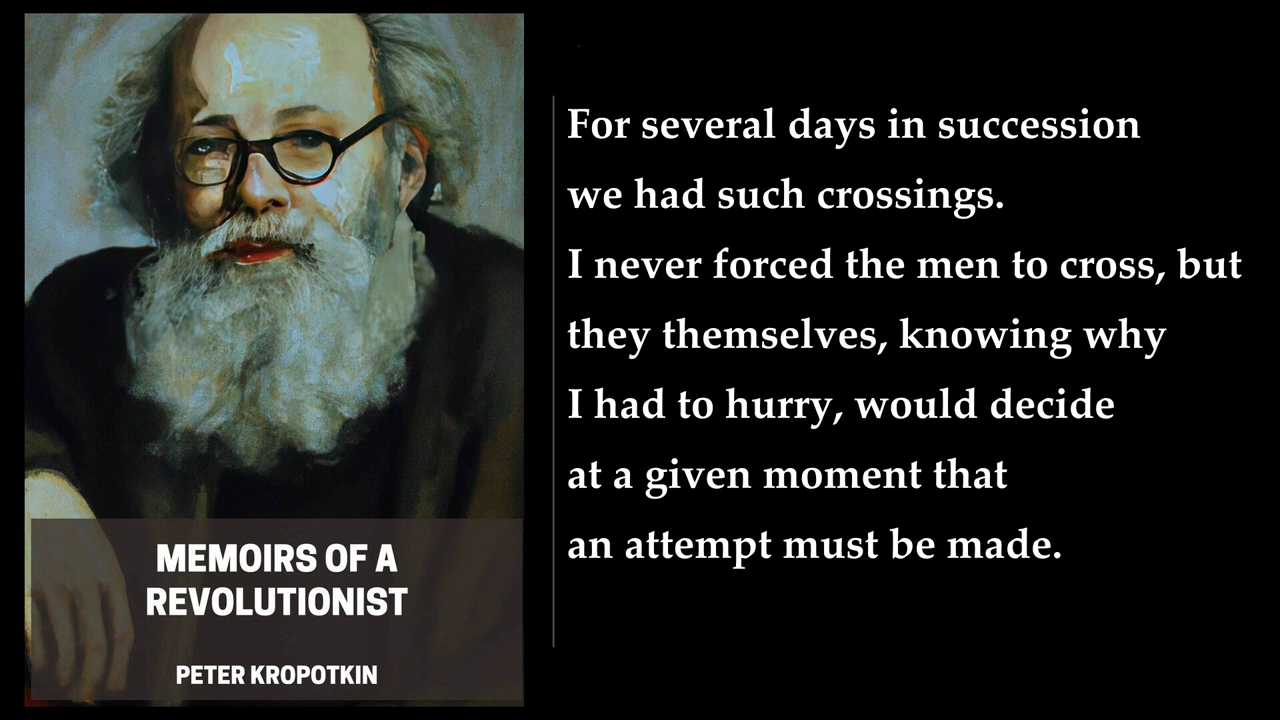 For several days in succession
we had such crossings.
I never forced the men to cross, but
they themselves, knowing why
I had to hurry, would decide
at a given moment that
an attempt must be made.
MEMOIRS OF A
REVOLUTIONIST
PETER KROPOTKIN